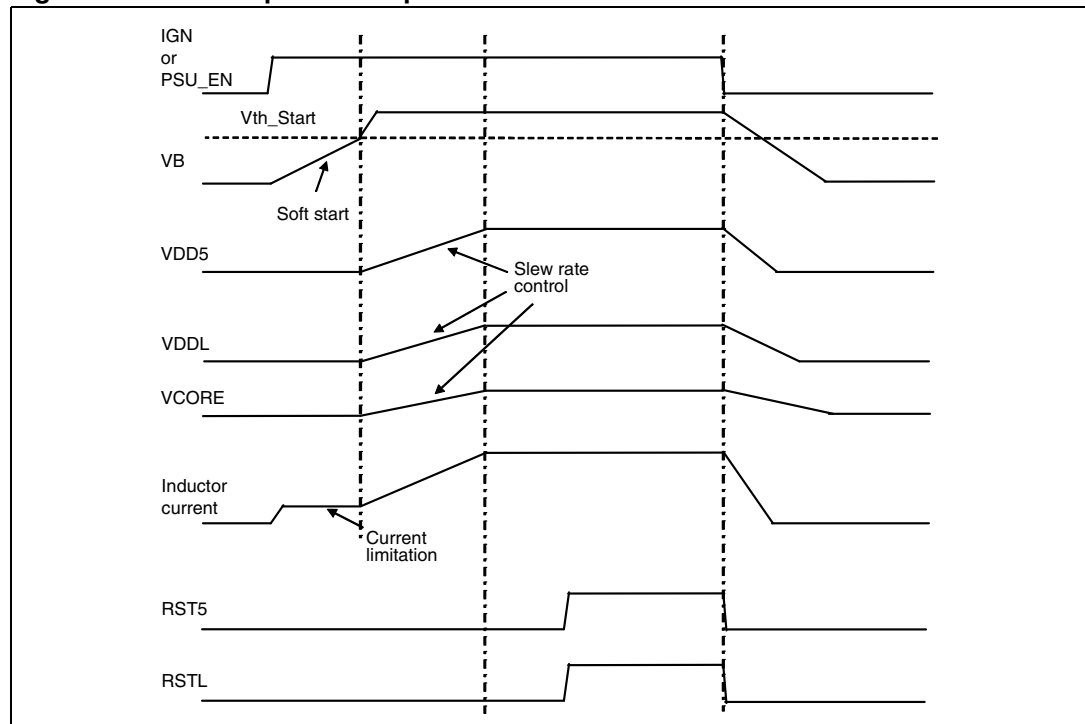 IGN
or
PSU_EN
Vth_Start
VB
Soft start
VDD5
Slew rate
control
VDDL
VCORE
Inductor
current
Current
limitation
RST5
RSTL